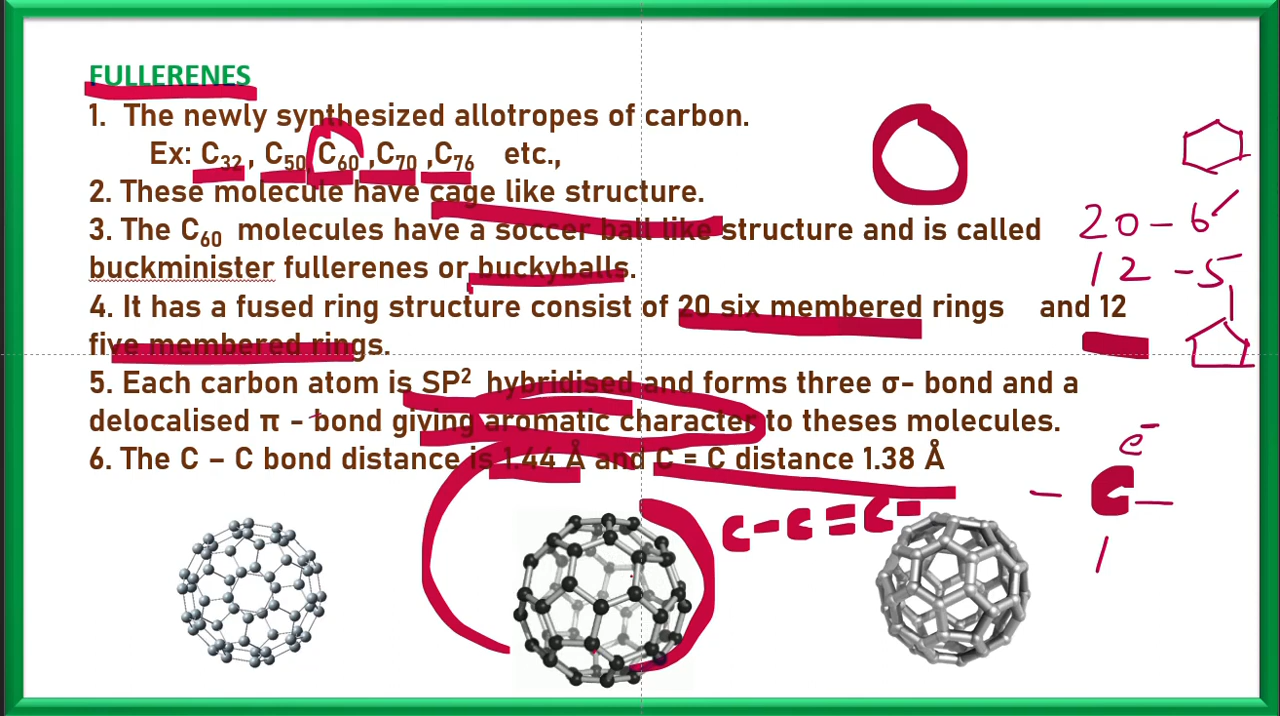 FULLERENES
1. The newly synthesized allotropes of carbon.
Ex: C₃₂ , C₅₀ C₆₀ ,C₇₀ ,C₇₆ etc.,
2. These molecule have cage like structure.
3. The C₆₀ molecules have a soccer ball like structure and is called
buckminister fullerenes or buckyballs.
4. It has a fused ring structure consist of 20 six membered rings and 12
five membered rings.
5. Each carbon atom is SP² hybridised and forms three σ- bond and a
delocalised π - bond giving aromatic character to theses molecules.
6. The C – C bond distance is 1.44 Å and C = C distance 1.38 Å
20 - 6
12 - 5
e⁻
- C -
C-C=C-